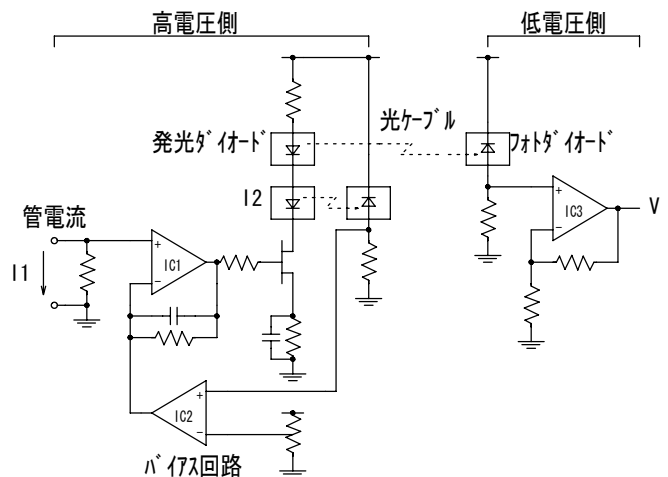 高電圧側
低電圧側
光ケーブル
発光ダイオード
フォトダイオード
I2
管電流
IC1
IC3
V
I1
IC2
バイアス回路